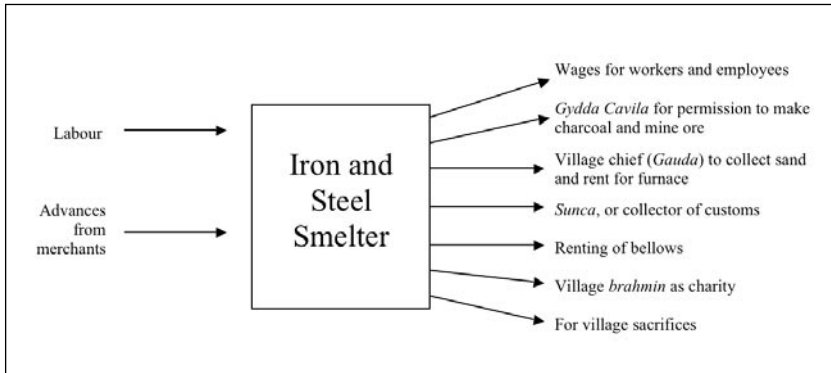 Labour
Advances
from
merchants
Iron and
Steel
Smelter
Wages for workers and employees
Gydda Cavila for permission to make
charcoal and mine ore
Village chief (Gauda) to collect sand
and rent for furnace
Sunca, or collector of customs
Renting of bellows
Village brahmin as charity
For village sacrifices